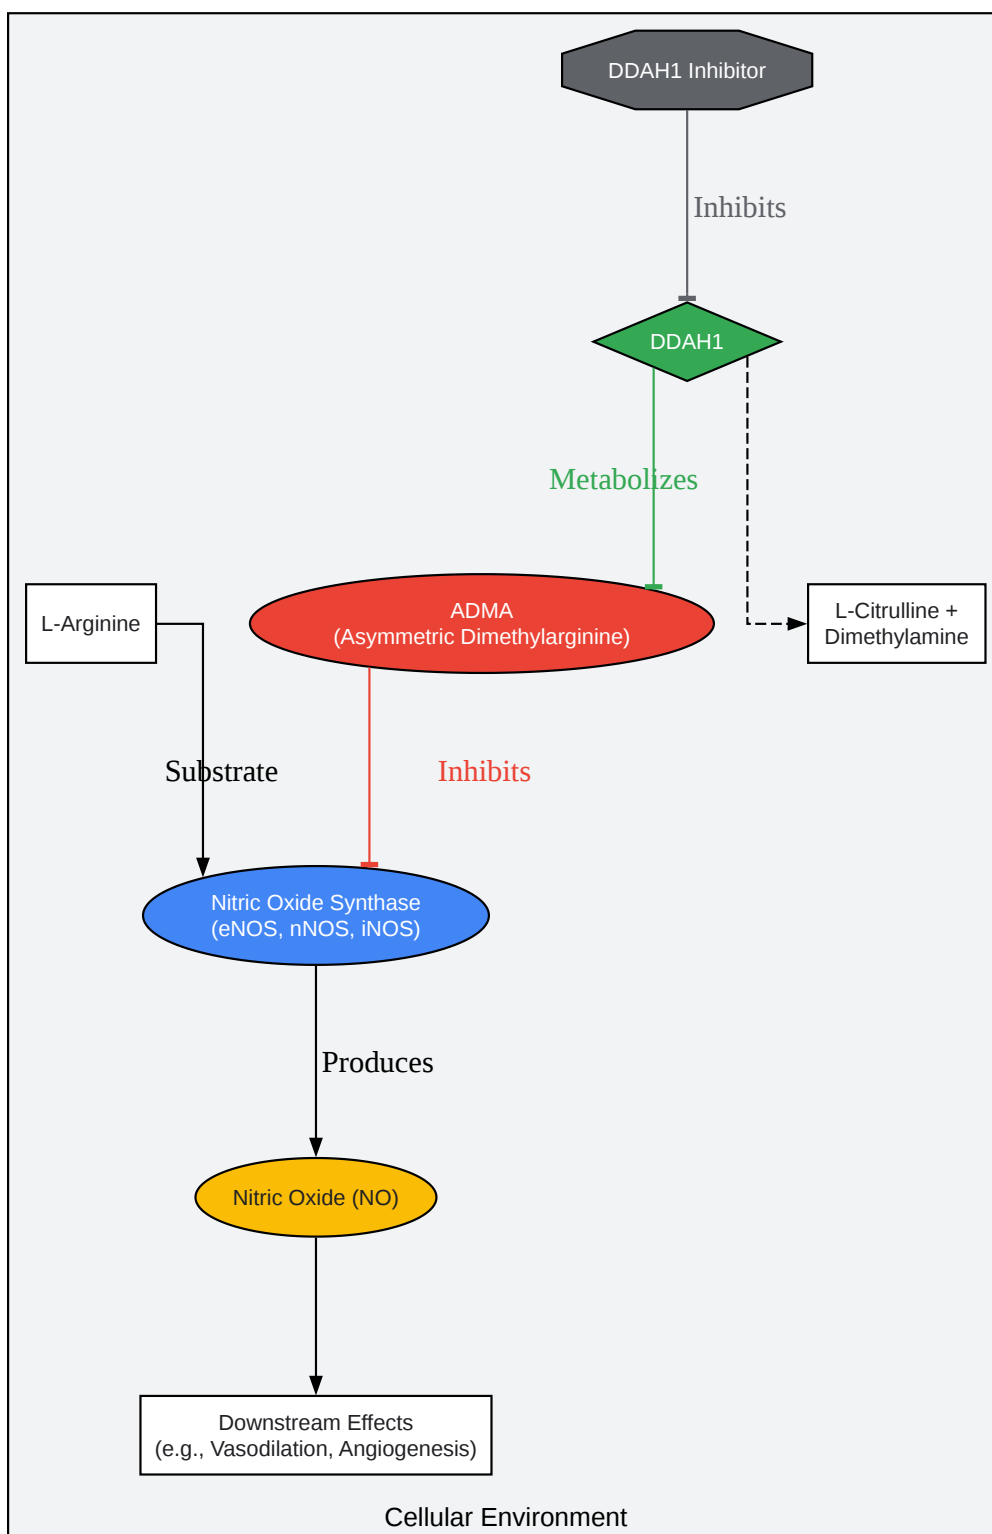 DDAH1 Inhibitor
Inhibits
DDAH1
Metabolizes
L-Arginine
ADMA
(Asymmetric Dimethylarginine)
L-Citrulline +
Dimethylamine
Substrate
Inhibits
Nitric Oxide Synthase
(eNOS, nNOS, iNOS)
Produces
Nitric Oxide (NO)
Downstream Effects
(e.g., Vasodilation, Angiogenesis)
Cellular Environment